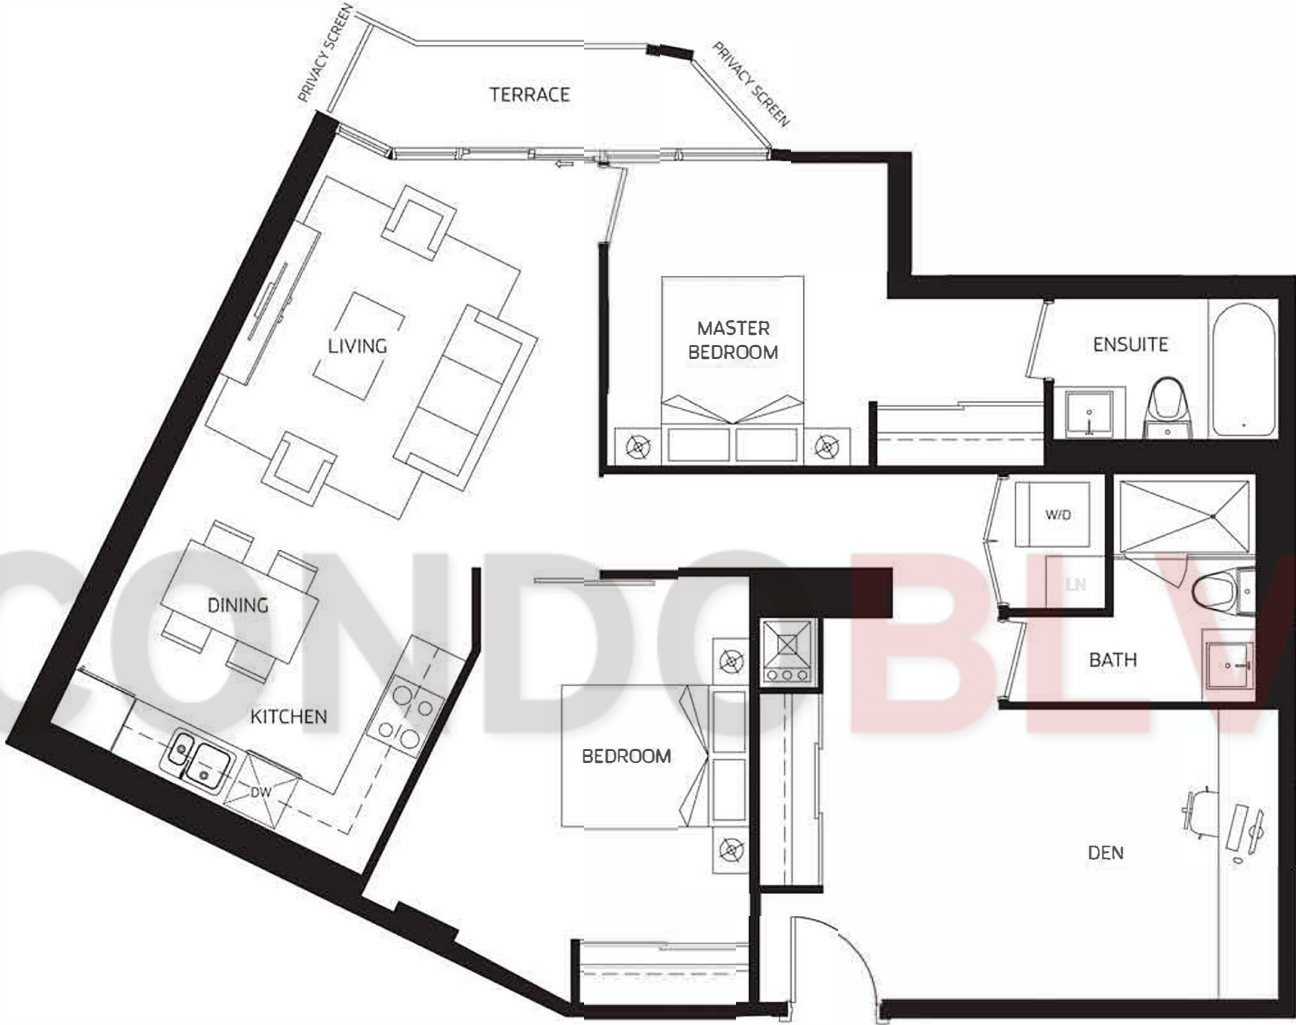 PRIVACY SCREEN
TERRACE
PRIVACY SCREEN
LIVING
MASTER
BEDROOM
ENSUITE
W/D
LN
DINING
BATH
KITCHEN
BEDROOM
DW
DEN
CONDOBLV